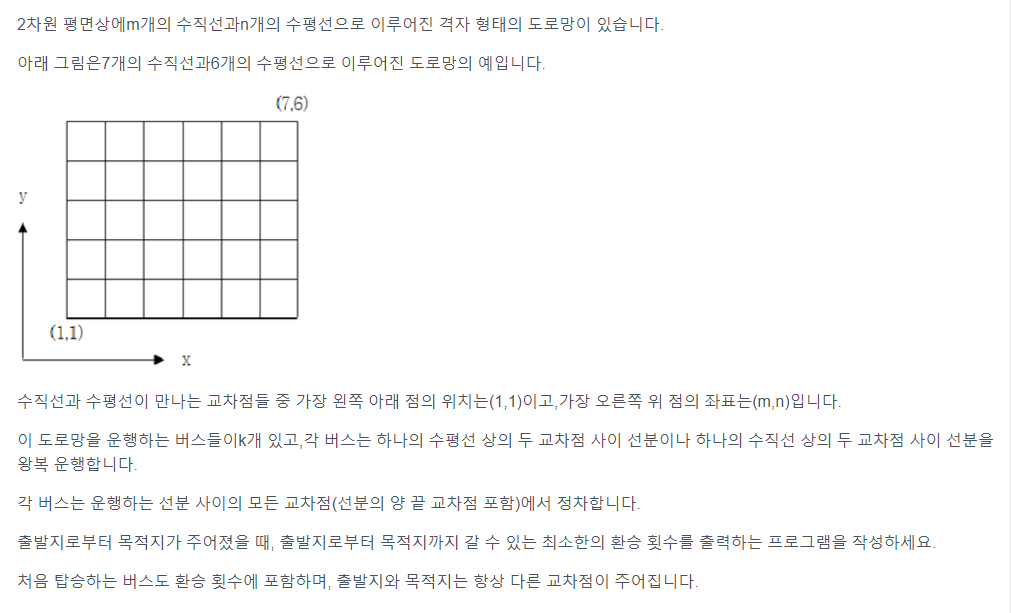 2차원 평면상에m개의 수직선과n개의 수평선으로 이루어진 격자 형태의 도로망이 있습니다.
아래 그림은7개의 수직선과6개의 수평선으로 이루어진 도로망의 예입니다.
(7,6)
y
(1,1)
x
수직선과 수평선이 만나는 교차점들 중 가장 왼쪽 아래 점의 위치는(1,1)이고,가장 오른쪽 위 점의 좌표는(m,n)입니다.
이 도로망을 운행하는 버스들이k개 있고,각 버스는 하나의 수평선 상의 두 교차점 사이 선분이나 하나의 수직선 상의 두 교차점 사이 선분을
왕복 운행합니다.
각 버스는 운행하는 선분 사이의 모든 교차점(선분의 양 끝 교차점 포함)에서 정차합니다.
출발지로부터 목적지가 주어졌을 때, 출발지로부터 목적지까지 갈 수 있는 최소한의 환승 횟수를 출력하는 프로그램을 작성하세요.
처음 탑승하는 버스도 환승 횟수에 포함하며, 출발지와 목적지는 항상 다른 교차점이 주어집니다.